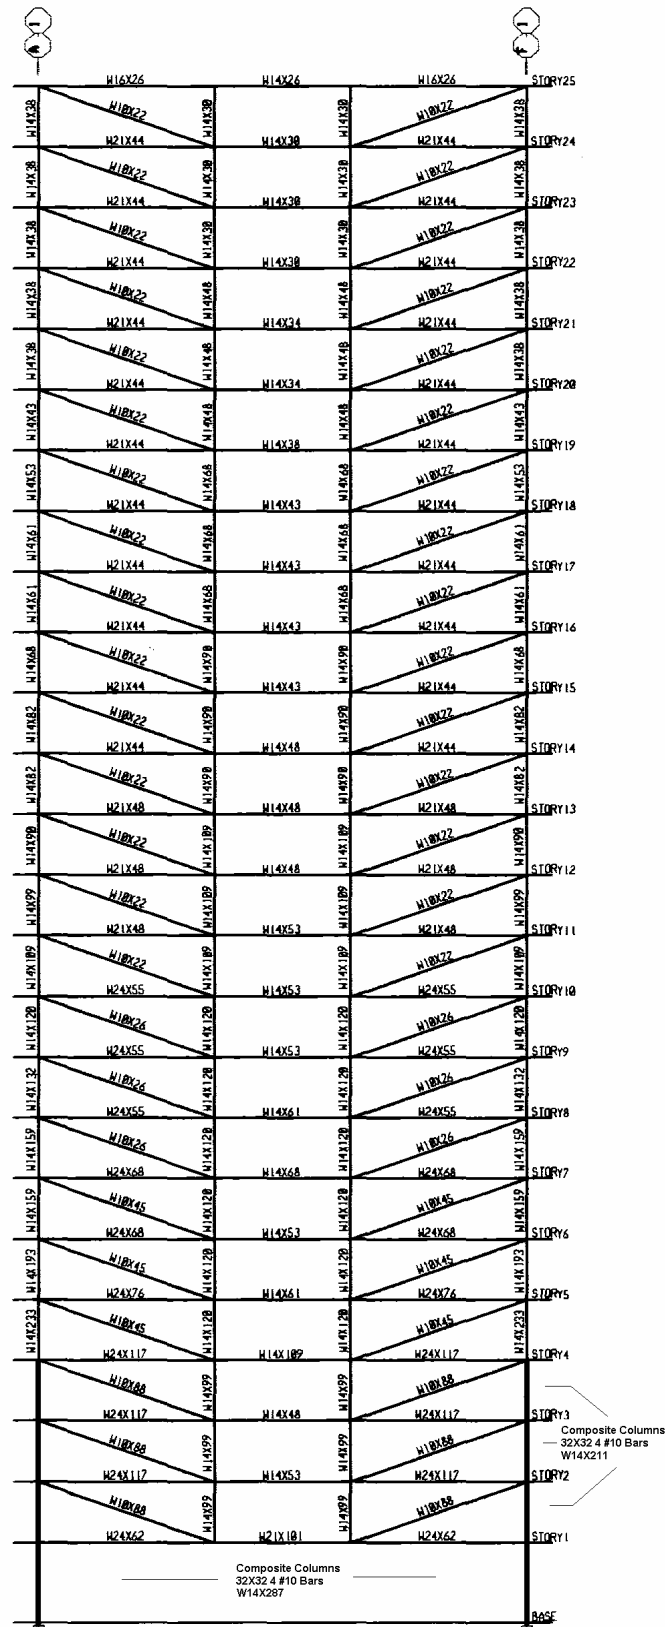 1 1
A F
W16X26 W14X26 W16X26 STORY25
W14X38 W10X22 W14X30 W14X30 W10X22 W14X38
W21X44 W14X30 W21X44 STORY24
W14X38 W10X22 W14X30 W14X30 W10X22 W14X38
W21X44 W14X30 W21X44 STORY23
W14X38 W10X22 W14X30 W14X30 W10X22 W14X38
W21X44 W14X30 W21X44 STORY22
W14X38 W10X22 W14X48 W14X48 W10X22 W14X38
W21X44 W14X34 W21X44 STORY21
W14X38 W10X22 W14X48 W14X48 W10X22 W14X38
W21X44 W14X34 W21X44 STORY20
W14X43 W10X22 W14X48 W14X48 W10X22 W14X43
W21X44 W14X38 W21X44 STORY19
W14X53 W10X22 W14X68 W14X68 W10X22 W14X53
W21X44 W14X43 W21X44 STORY18
W14X61 W10X22 W14X68 W14X68 W10X22 W14X61
W21X44 W14X43 W21X44 STORY17
W14X61 W10X22 W14X68 W14X68 W10X22 W14X61
W21X44 W14X43 W21X44 STORY16
W14X68 W10X22 W14X90 W14X90 W10X22 W14X68
W21X44 W14X43 W21X44 STORY15
W14X82 W10X22 W14X90 W14X90 W10X22 W14X82
W21X44 W14X48 W21X44 STORY14
W14X82 W10X22 W14X90 W14X90 W10X22 W14X82
W21X48 W14X48 W21X48 STORY13
W14X90 W10X22 W14X109 W14X109 W10X22 W14X90
W21X48 W14X48 W21X48 STORY12
W14X99 W10X22 W14X109 W14X109 W10X22 W14X99
W21X48 W14X53 W21X48 STORY11
W14X109 W10X22 W14X109 W14X109 W10X22 W14X109
W24X55 W14X53 W24X55 STORY10
W14X120 W10X26 W14X120 W14X120 W10X26 W14X120
W24X55 W14X53 W24X55 STORY9
W14X132 W10X26 W14X120 W14X120 W10X26 W14X132
W24X55 W14X61 W24X55 STORY8
W14X159 W10X26 W14X120 W14X120 W10X26 W14X159
W24X68 W14X68 W24X68 STORY7
W14X159 W10X45 W14X120 W14X120 W10X45 W14X159
W24X68 W14X53 W24X68 STORY6
W14X193 W10X45 W14X120 W14X120 W10X45 W14X193
W24X76 W14X61 W24X76 STORY5
W14X233 W10X45 W14X120 W14X120 W10X45 W14X233
W24X117 W14X109 W24X117 STORY4
W10X88 W14X99 W14X99 W10X88
W24X117 W14X48 W24X117 STORY3
W10X88 W14X99 W14X99 W10X88
W24X117 W14X53 W24X117 STORY2
W10X88 W14X99 W14X99 W10X88
W24X62 W21X101 W24X62 STORY1
Composite Columns
32X32 4 #10 Bars
W14X211
Composite Columns
32X32 4 #10 Bars
W14X287
BASE